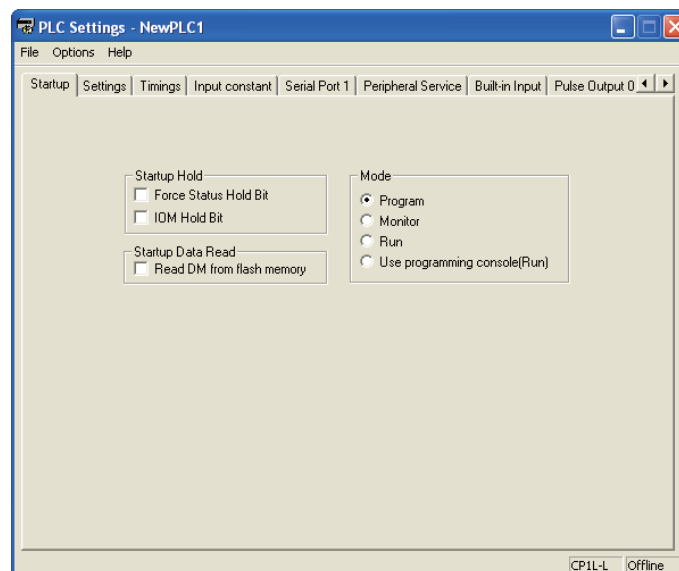 PLC Settings - NewPLC1
File Options Help
Startup Settings Timings Input constant Serial Port 1 Peripheral Service Built-in Input Pulse Output 0
Startup Hold
Force Status Hold Bit
IOM Hold Bit
Startup Data Read
Read DM from flash memory
Mode
Program
Monitor
Run
Use programming console(Run)
CP1L-L Offline